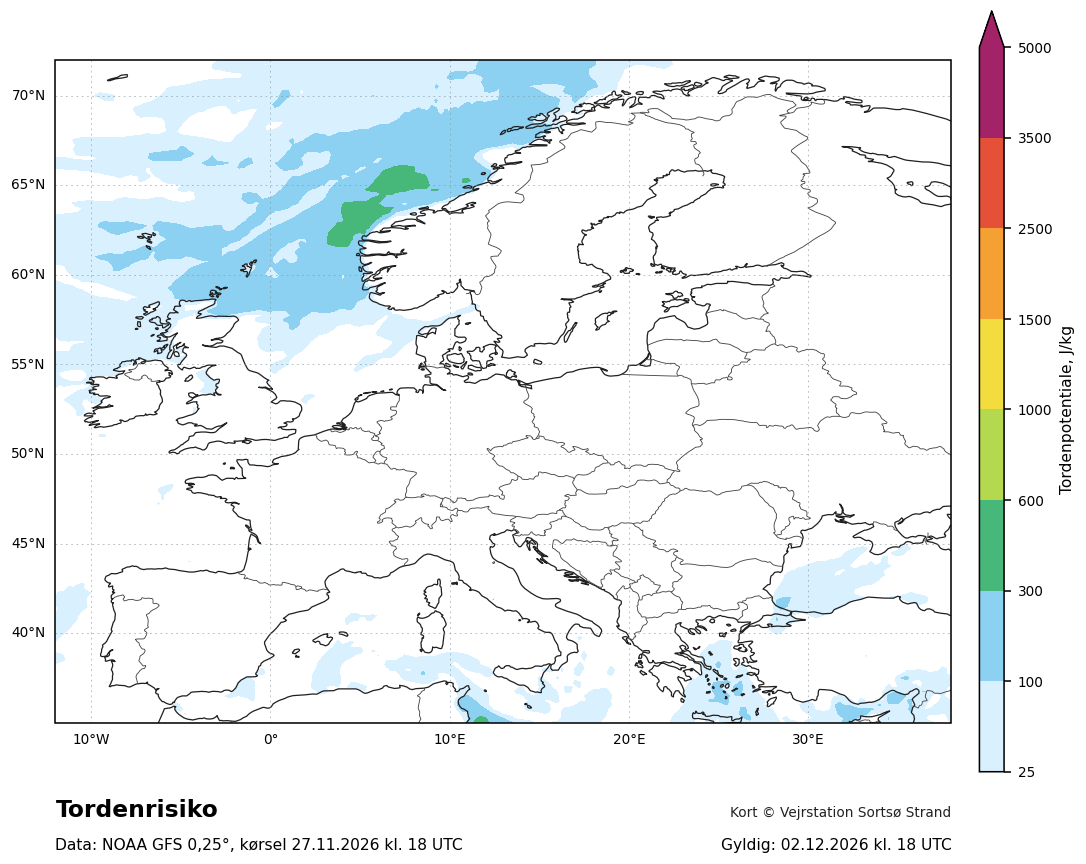 70°N
65°N
60°N
55°N
50°N
45°N
40°N
10°W
0°
10°E
20°E
30°E
5000
3500
2500
1500
1000
600
300
100
25
Tordenpotentiale, J/kg
Tordenrisiko
Kort © Vejrstation Sortsø Strand
Data: NOAA GFS 0,25°, kørsel 27.11.2026 kl. 18 UTC
Gyldig: 02.12.2026 kl. 18 UTC